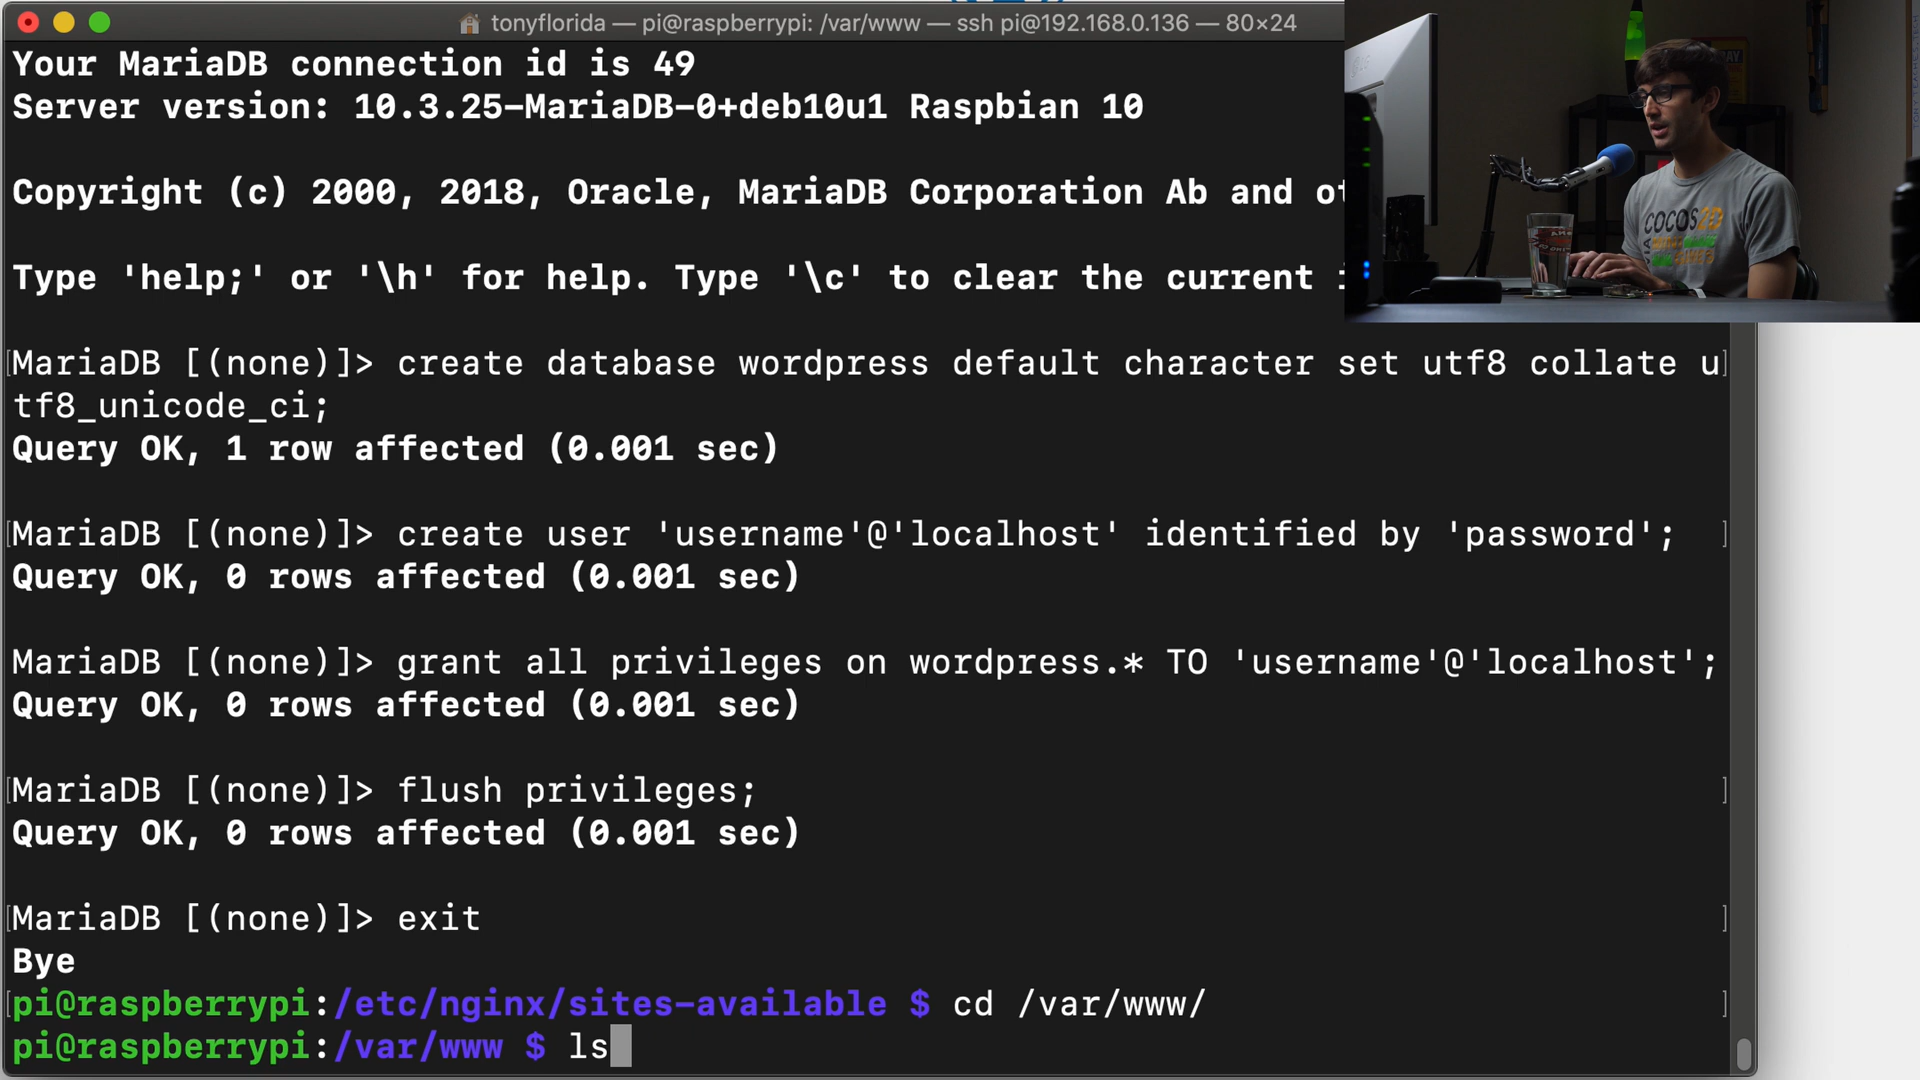 tonyflorida — pi@raspberrypi: /var/www — ssh pi@192.168.0.136 — 80×24
Your MariaDB connection id is 49
Server version: 10.3.25-MariaDB-0+deb10u1 Raspbian 10
Copyright (c) 2000, 2018, Oracle, MariaDB Corporation Ab and ot
Type 'help;' or '\h' for help. Type '\c' to clear the current i
[MariaDB [(none)]> create database wordpress default character set utf8 collate u]
tf8_unicode_ci;
Query OK, 1 row affected (0.001 sec)
[MariaDB [(none)]> create user 'username'@'localhost' identified by 'password'; ]
Query OK, 0 rows affected (0.001 sec)
MariaDB [(none)]> grant all privileges on wordpress.* TO 'username'@'localhost';
Query OK, 0 rows affected (0.001 sec)
[MariaDB [(none)]> flush privileges; ]
Query OK, 0 rows affected (0.001 sec)
[MariaDB [(none)]> exit ]
Bye
[pi@raspberrypi:/etc/nginx/sites-available $ cd /var/www/ ]
pi@raspberrypi:/var/www $ ls
COCOS2D